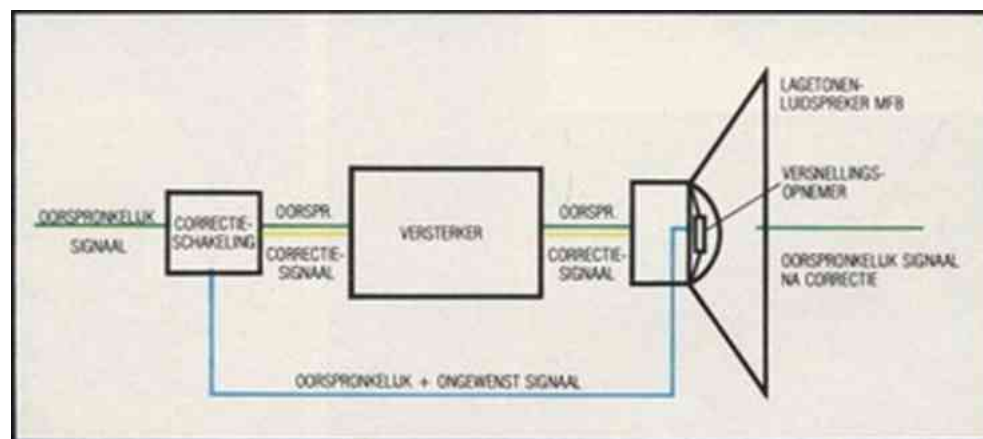 LAGETONEN-
LUIDSPREKER MFB
VERSNELLINGS-
OPNEMER
OORSPRONKELIJK
SIGNAAL
CORRECTIE-
SCHAKELING
OORSPR.
CORRECTIE-
SIGNAAL
VERSTERKER
OORSPR.
CORRECTIE-
SIGNAAL
OORSPRONKELIJK SIGNAAL
NA CORRECTIE
OORSPRONKELIJK + ONGEWENST SIGNAAL